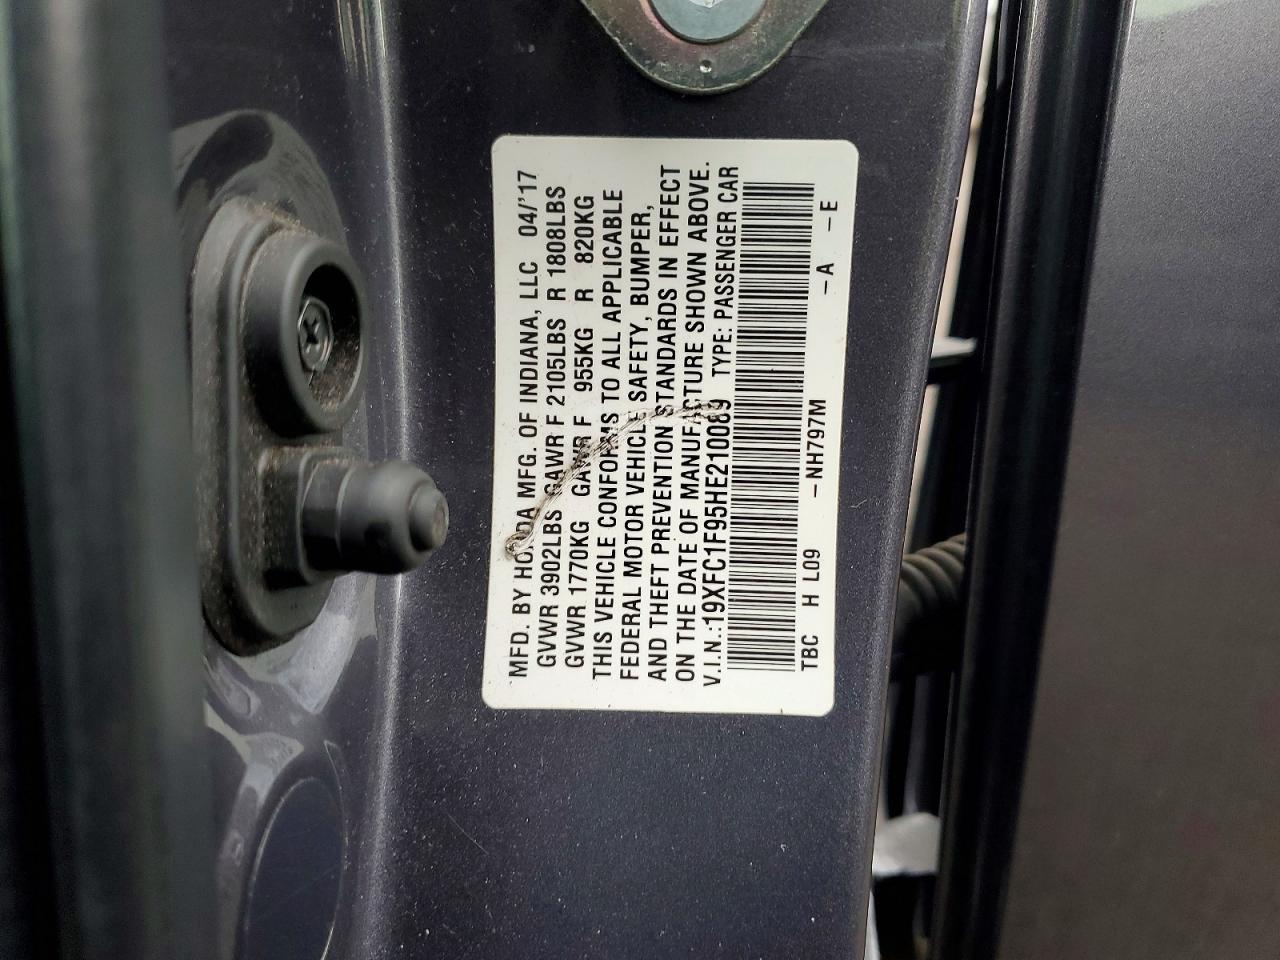 MFD. BY HONDA MFG. OF INDIANA, LLC 04/'17
GVWR 3902LBS GAWR F 2105LBS R 1808LBS
GVWR 1770KG GAWR F 955KG R 820KG
THIS VEHICLE CONFORMS TO ALL APPLICABLE
FEDERAL MOTOR VEHICLE SAFETY, BUMPER,
AND THEFT PREVENTION STANDARDS IN EFFECT
ON THE DATE OF MANUFACTURE SHOWN ABOVE.
V.I.N.:19XFC1F95HE210089 TYPE: PASSENGER CAR
TBC H L09 -NH797M -A -E